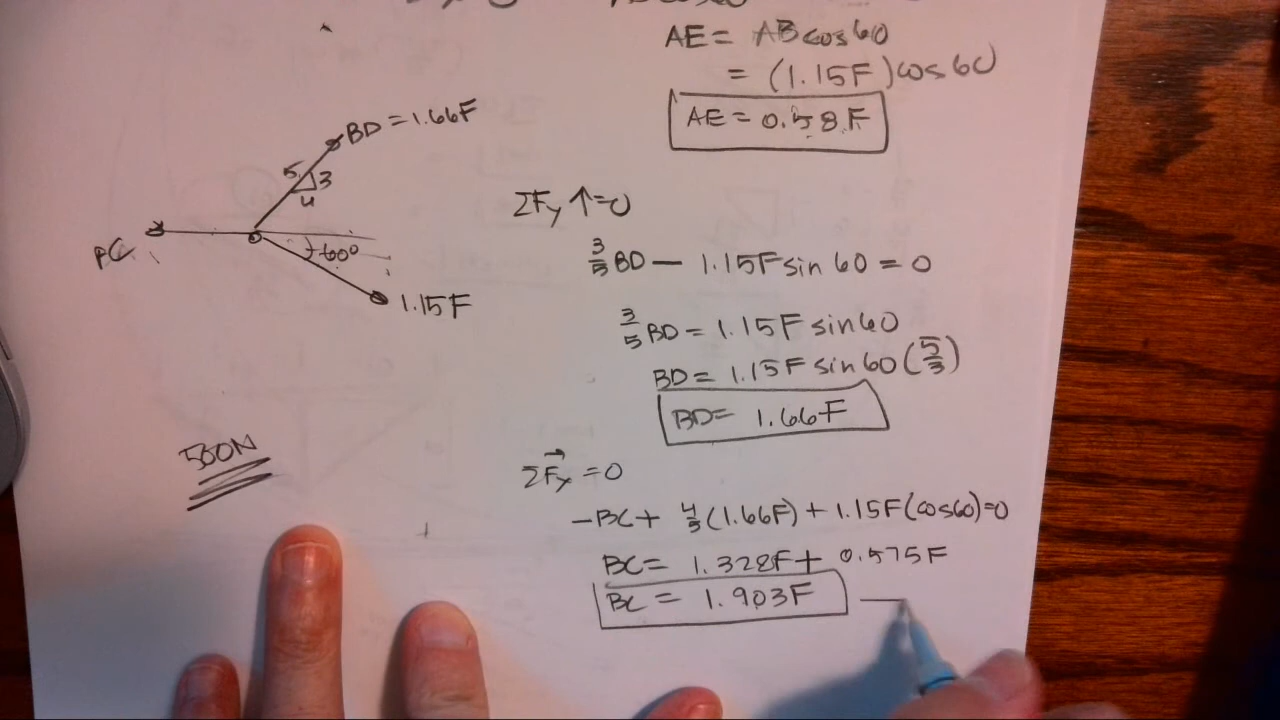 AE = ABcos60
= (1.15F)cos60
AE = 0.58F
BD = 1.66F
5 3
4
BC
60°
1.15F
ΣFy ↑=0
3/5 BD − 1.15F sin 60 = 0
3/5 BD = 1.15F sin60
BD = 1.15F sin60 (5/3)
BD = 1.66F
500N
ΣFx = 0
−BC + 4/5 (1.66F) + 1.15F(cos60)=0
BC = 1.328F + 0.575F
BC = 1.903F